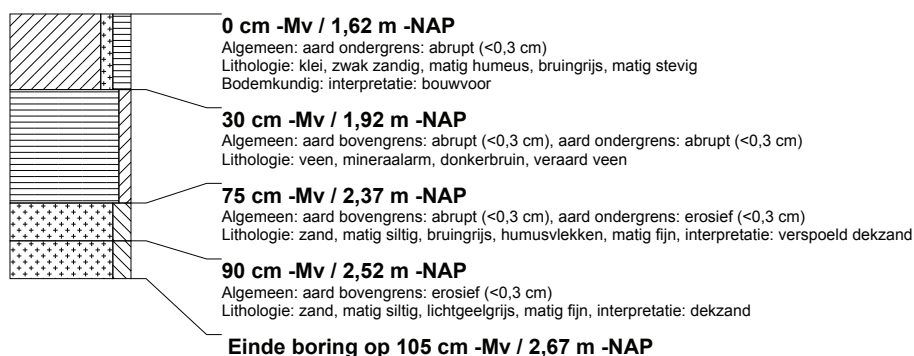 0 cm -Mv / 1,62 m -NAP
Algemeen: aard ondergrens: abrupt (<0,3 cm)
Lithologie: klei, zwak zandig, matig humeus, bruingrijs, matig stevig
Bodemkundig: interpretatie: bouwvoor
30 cm -Mv / 1,92 m -NAP
Algemeen: aard bovengrens: abrupt (<0,3 cm), aard ondergrens: abrupt (<0,3 cm)
Lithologie: veen, mineraalarm, donkerbruin, veraard veen
75 cm -Mv / 2,37 m -NAP
Algemeen: aard bovengrens: abrupt (<0,3 cm), aard ondergrens: erosief (<0,3 cm)
Lithologie: zand, matig siltig, bruingrijs, humusvlekken, matig fijn, interpretatie: verspoeld dekzand
90 cm -Mv / 2,52 m -NAP
Algemeen: aard bovengrens: erosief (<0,3 cm)
Lithologie: zand, matig siltig, lichtgeelgrijs, matig fijn, interpretatie: dekzand
Einde boring op 105 cm -Mv / 2,67 m -NAP